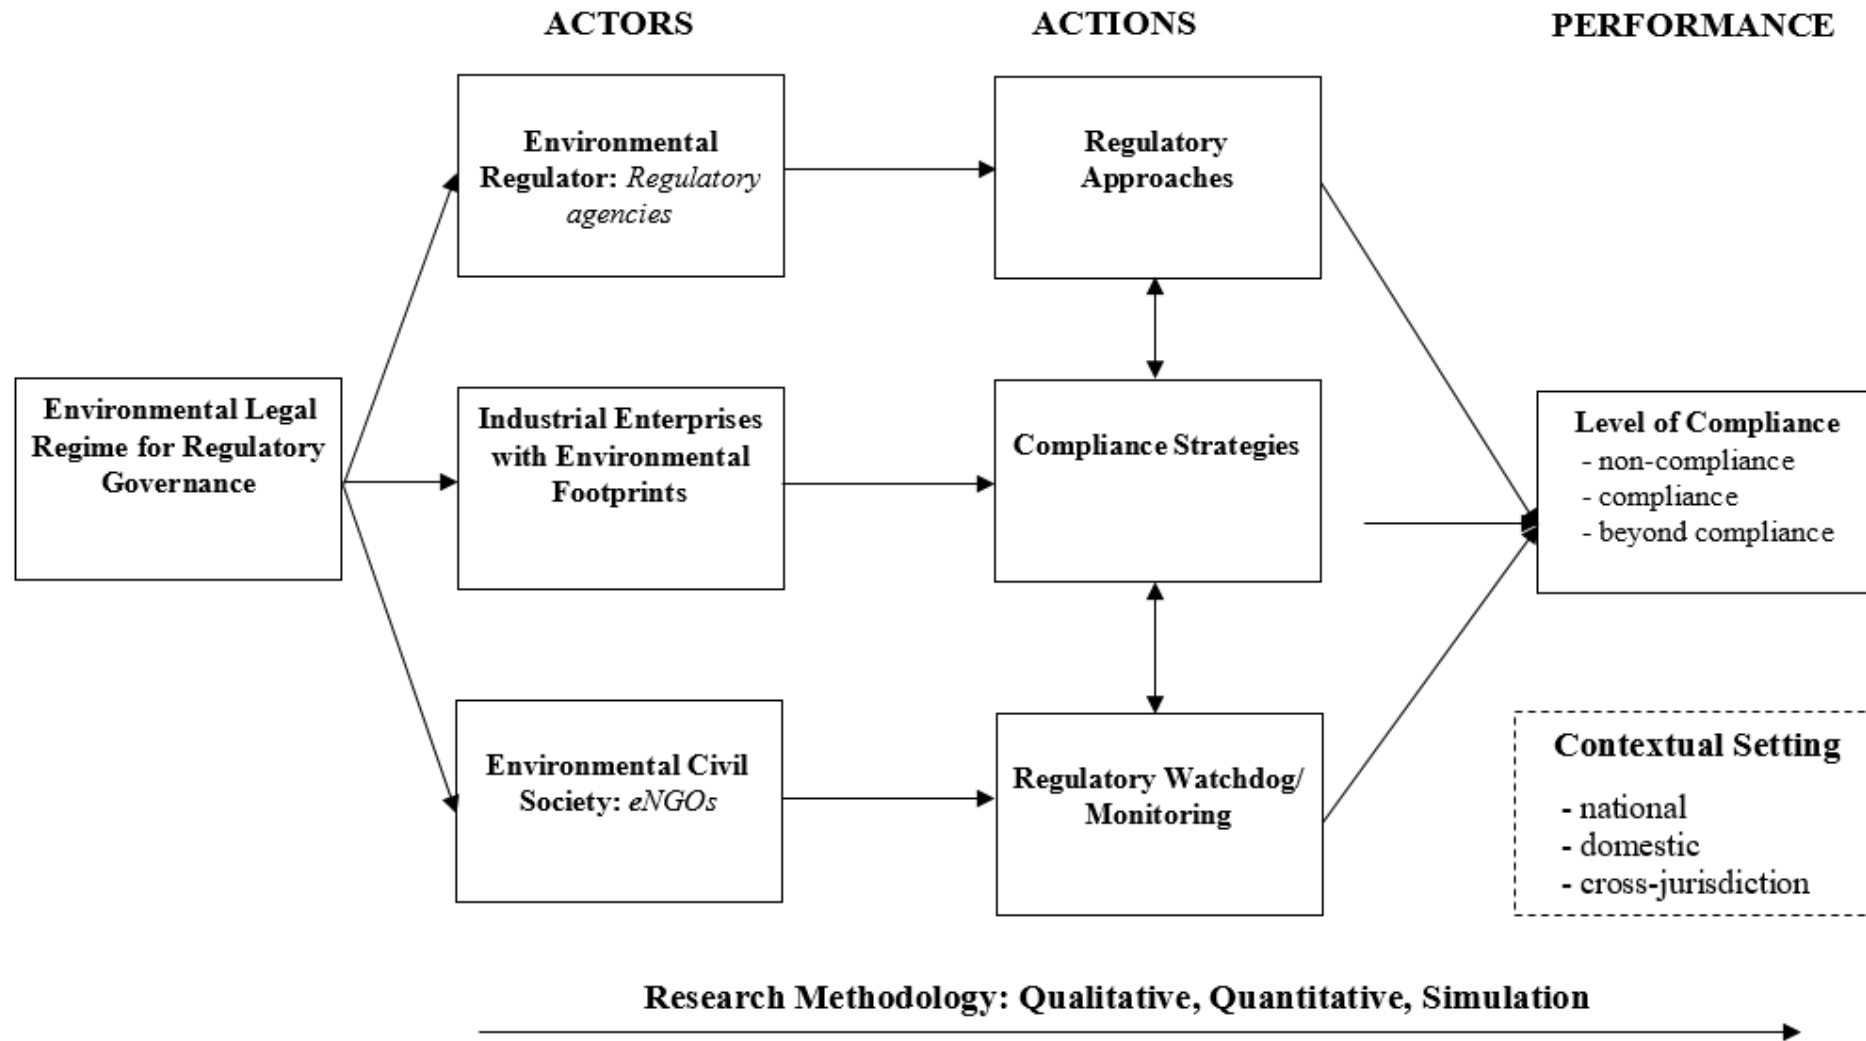 ACTORS
ACTIONS
PERFORMANCE
Environmental
Regulator: Regulatory
agencies
Regulatory
Approaches
Environmental Legal
Regime for Regulatory
Governance
Industrial Enterprises
with Environmental
Footprints
Compliance Strategies
Level of Compliance
- non-compliance
- compliance
- beyond compliance
Environmental Civil
Society: eNGOs
Regulatory Watchdog/
Monitoring
Contextual Setting
- national
- domestic
- cross-jurisdiction
Research Methodology: Qualitative, Quantitative, Simulation